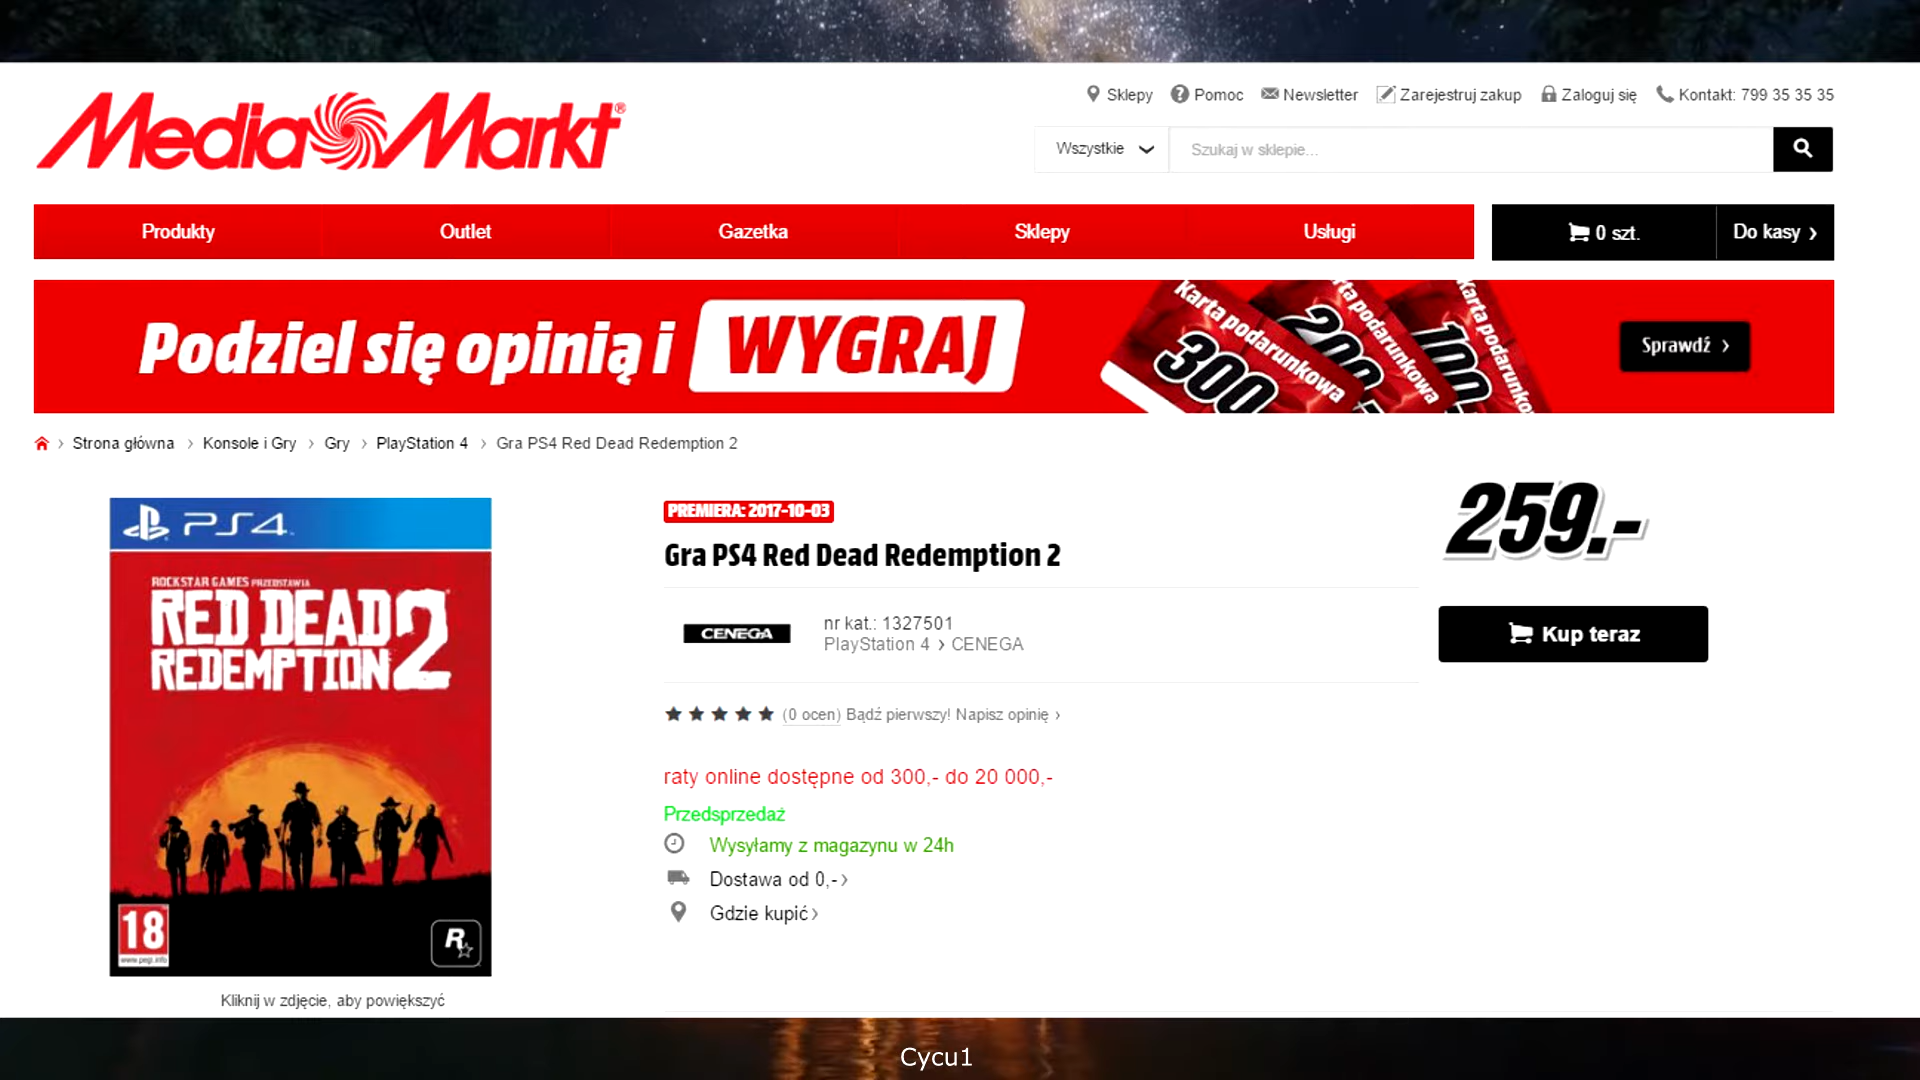 Media Markt®
Sklepy
Pomoc
Newsletter
Zarejestruj zakup
Zaloguj się
Kontakt: 799 35 35 35
Wszystkie
Szukaj w sklepie...
Produkty
Outlet
Gazetka
Sklepy
Usługi
0 szt.
Do kasy ›
Podziel się opinią i WYGRAJ
Karta podarunkowa
300
200
100
Sprawdź ›
› Strona główna › Konsole i Gry › Gry › PlayStation 4 › Gra PS4 Red Dead Redemption 2
PS4
ROCKSTAR GAMES PRZEDSTAWIA
RED DEAD
REDEMPTION 2
18
www.pegi.info
R
Kliknij w zdjęcie, aby powiększyć
PREMIERA: 2017-10-03
Gra PS4 Red Dead Redemption 2
CENEGA
nr kat.: 1327501
PlayStation 4 › CENEGA
(0 ocen) Bądź pierwszy! Napisz opinię ›
raty online dostępne od 300,- do 20 000,-
Przedsprzedaż
Wysyłamy z magazynu w 24h
Dostawa od 0,- ›
Gdzie kupić ›
259.-
Kup teraz
Cycu1